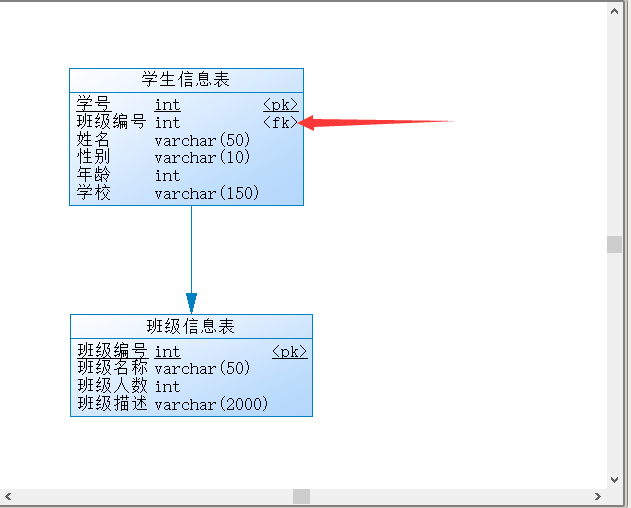 学生信息表
学号 int <pk>
班级编号 int <fk>
姓名 varchar(50)
性别 varchar(10)
年龄 int
学校 varchar(150)
班级信息表
班级编号 int <pk>
班级名称 varchar(50)
班级人数 int
班级描述 varchar(2000)